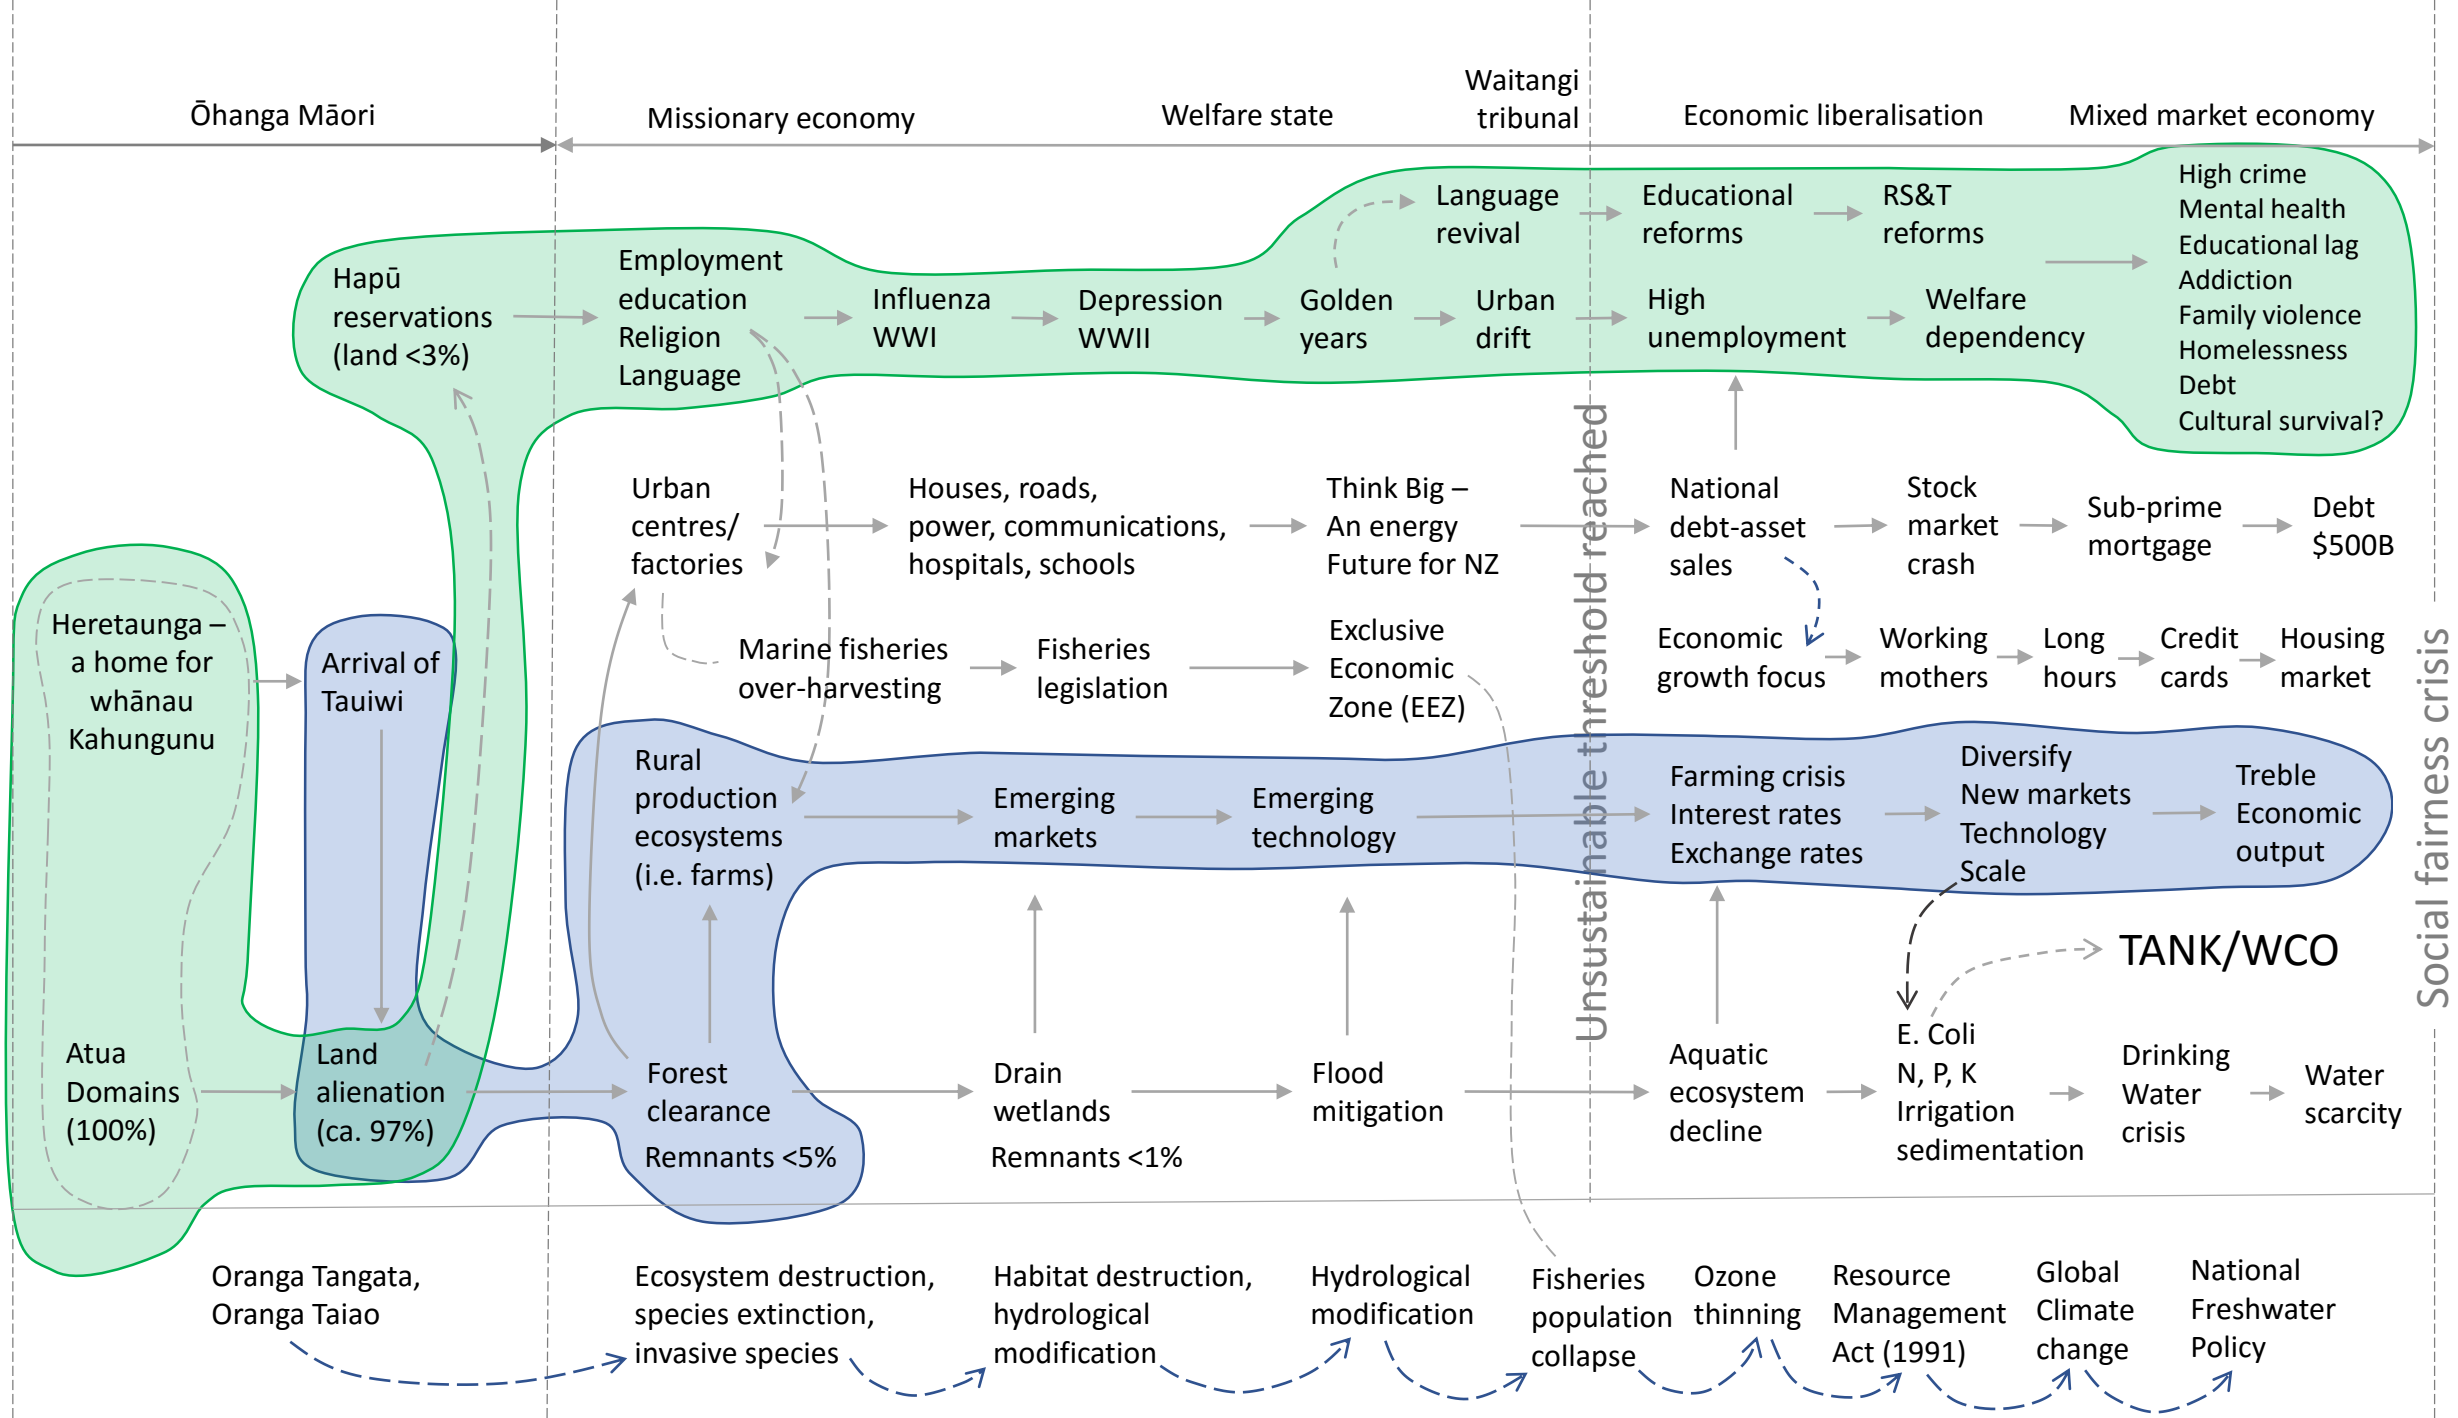 Ōhanga Māori
Missionary economy
Welfare state
Waitangi
tribunal
Economic liberalisation
Mixed market economy
Hapū
reservations
(land <3%)
Employment
education
Religion
Language
Influenza
WWI
Depression
WWII
Golden
years
Language
revival
Urban
drift
Educational
reforms
High
unemployment
RS&T
reforms
Welfare
dependency
High crime
Mental health
Educational lag
Addiction
Family violence
Homelessness
Debt
Cultural survival?
Urban
centres/
factories
Houses, roads,
power, communications,
hospitals, schools
Think Big –
An energy
Future for NZ
National
debt-asset
sales
Stock
market
crash
Sub-prime
mortgage
Debt
$500B
Heretaunga –
a home for
whānau
Kahungunu
Arrival of
Tauiwi
Marine fisheries
over-harvesting
Fisheries
legislation
Exclusive
Economic
Zone (EEZ)
Economic
growth focus
Working
mothers
Long
hours
Credit
cards
Housing
market
Rural
production
ecosystems
(i.e. farms)
Emerging
markets
Emerging
technology
Farming crisis
Interest rates
Exchange rates
Diversify
New markets
Technology
Scale
Treble
Economic
output
Unsustainable threshold reached
Social fairness crisis
TANK/WCO
Atua
Domains
(100%)
Land
alienation
(ca. 97%)
Forest
clearance
Remnants <5%
Drain
wetlands
Remnants <1%
Flood
mitigation
Aquatic
ecosystem
decline
E. Coli
N, P, K
Irrigation
sedimentation
Drinking
Water
crisis
Water
scarcity
Oranga Tangata,
Oranga Taiao
Ecosystem destruction,
species extinction,
invasive species
Habitat destruction,
hydrological
modification
Hydrological
modification
Fisheries
population
collapse
Ozone
thinning
Resource
Management
Act (1991)
Global
Climate
change
National
Freshwater
Policy